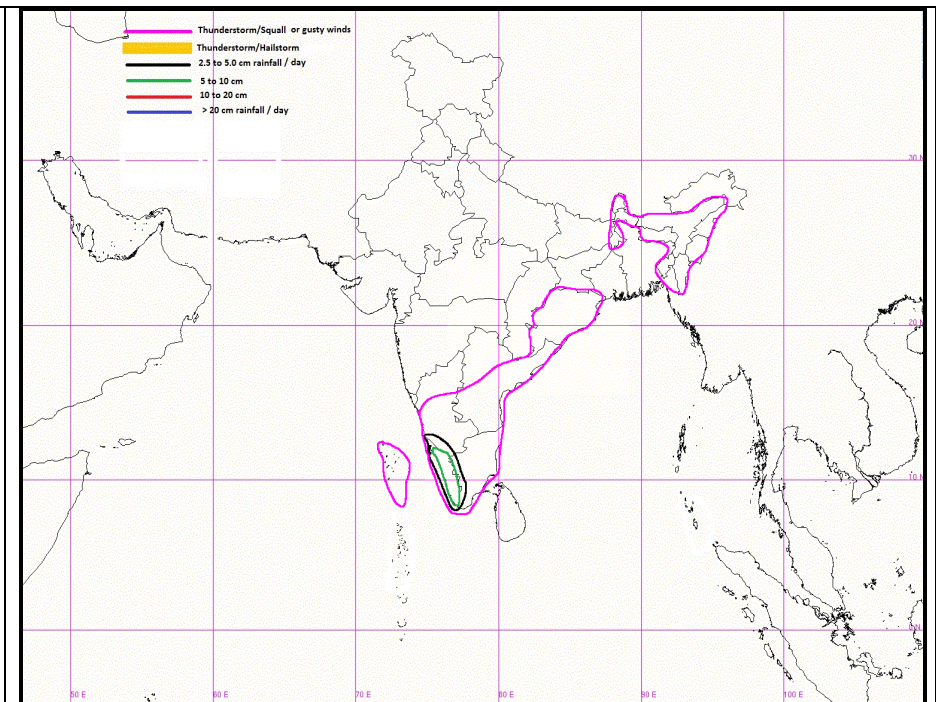 Thunderstorm/Squall or gusty winds
Thunderstorm/Hailstorm
2.5 to 5.0 cm rainfall / day
5 to 10 cm
10 to 20 cm
> 20 cm rainfall / day
30 N
20 N
10 N
50 E
60 E
70 E
80 E
90 E
100 E